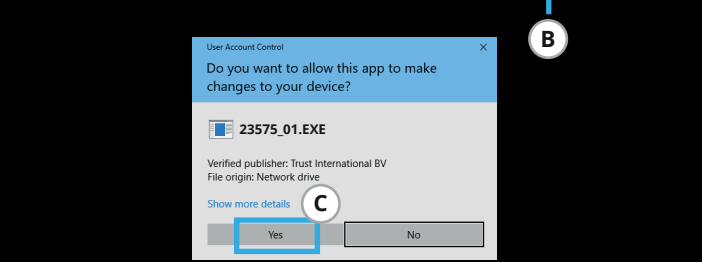 B
User Account Control
Do you want to allow this app to make
changes to your device?
23575_01.EXE
Verified publisher: Trust International BV
File origin: Network drive
Show more details
C
Yes
No